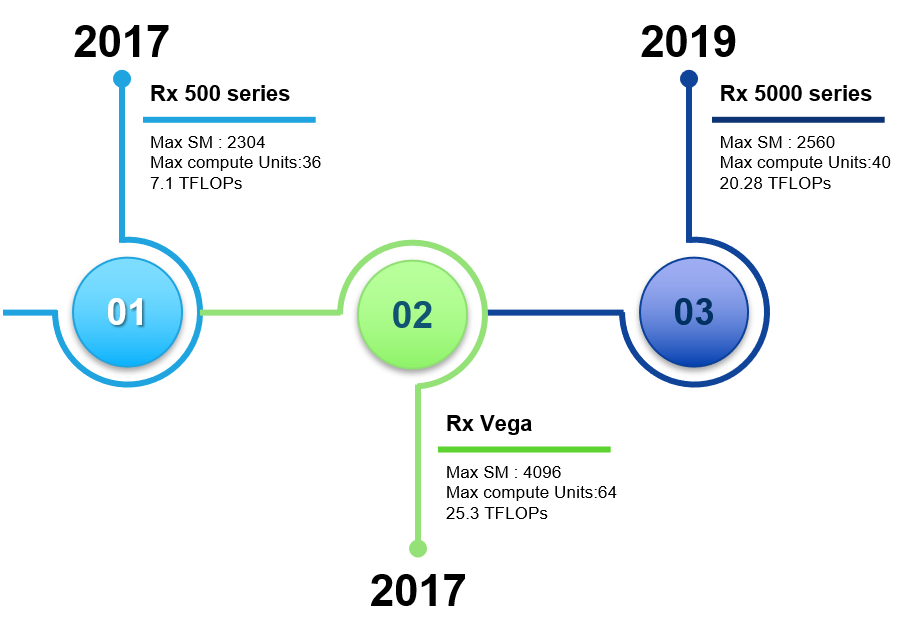 2017
Rx 500 series
Max SM : 2304
Max compute Units:36
7.1 TFLOPs
2019
Rx 5000 series
Max SM : 2560
Max compute Units:40
20.28 TFLOPs
01
02
03
Rx Vega
Max SM : 4096
Max compute Units:64
25.3 TFLOPs
2017